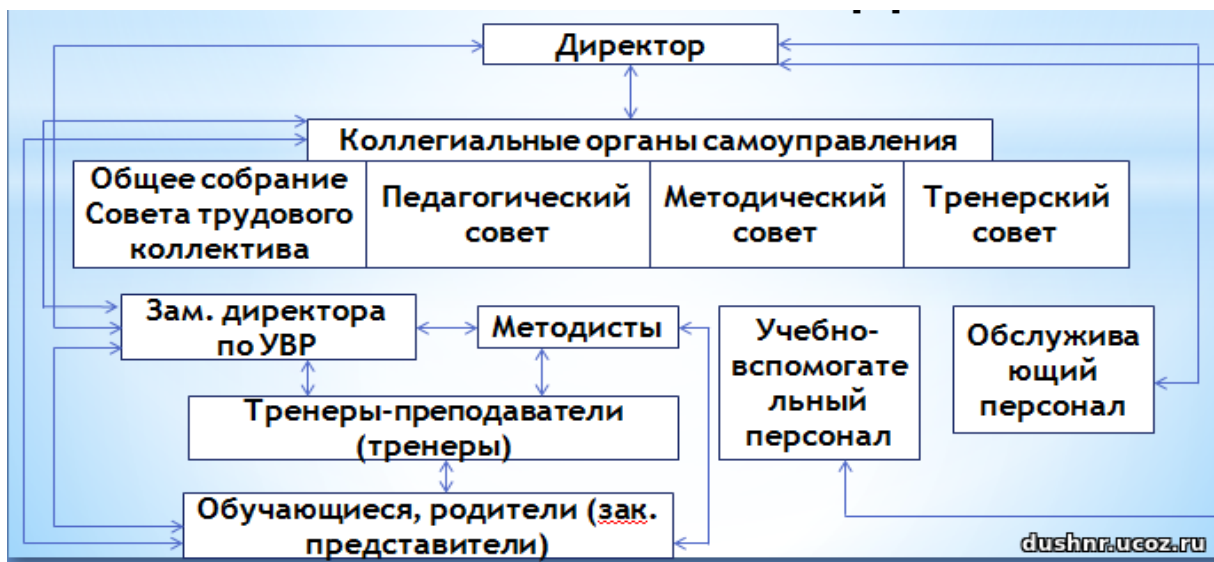 Директор
Коллегиальные органы самоуправления
Общее собрание
Совета трудового
коллектива
Педагогический
совет
Методический
совет
Тренерский
совет
Зам. директора
по УВР
Методисты
Учебно-
вспомогате
льный
персонал
Обслужива
ющий
персонал
Тренеры-преподаватели
(тренеры)
Обучающиеся, родители (зак.
представители)
dushnr.ucoz.ru